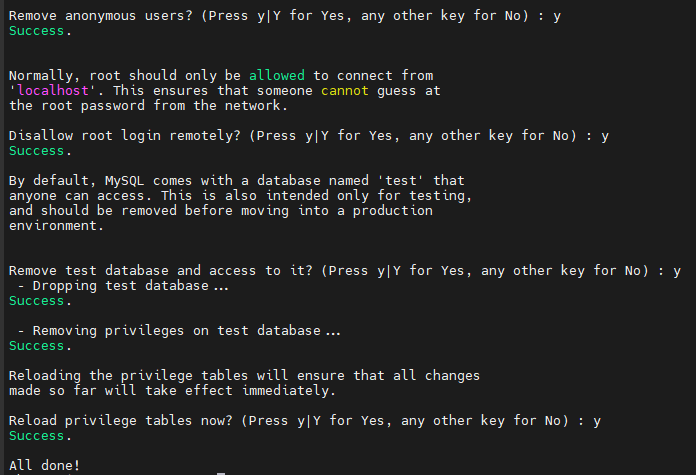 Remove anonymous users? (Press y|Y for Yes, any other key for No) : y
Success.
Normally, root should only be allowed to connect from
'localhost'. This ensures that someone cannot guess at
the root password from the network.
Disallow root login remotely? (Press y|Y for Yes, any other key for No) : y
Success.
By default, MySQL comes with a database named 'test' that
anyone can access. This is also intended only for testing,
and should be removed before moving into a production
environment.
Remove test database and access to it? (Press y|Y for Yes, any other key for No) : y
- Dropping test database...
Success.
- Removing privileges on test database...
Success.
Reloading the privilege tables will ensure that all changes
made so far will take effect immediately.
Reload privilege tables now? (Press y|Y for Yes, any other key for No) : y
Success.
All done!